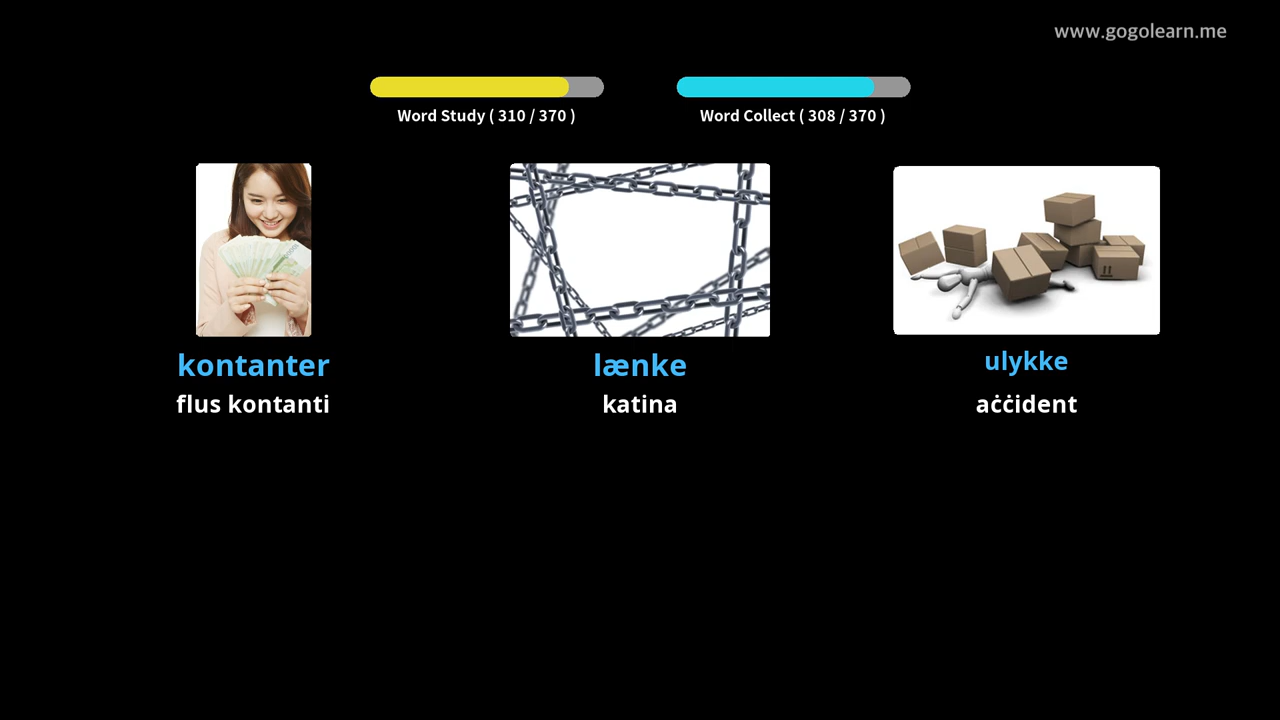 www.gogolearn.me
Word Study ( 310 / 370 )
Word Collect ( 308 / 370 )
kontanter
flus kontanti
lænke
katina
ulykke
aċċident